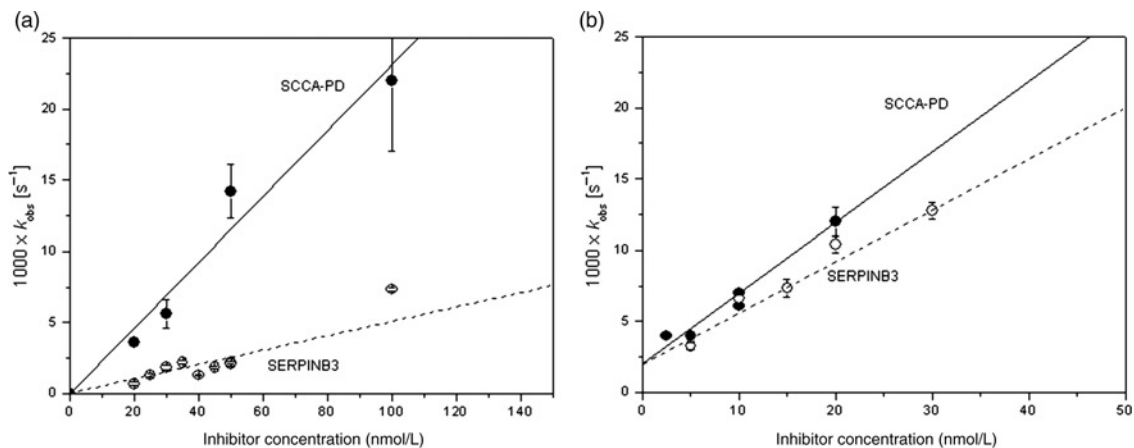 (a)
25
20
15
10
5
0
1000 × kobs [s−1]
SCCA-PD
SERPINB3
0 20 40 60 80 100 120 140
Inhibitor concentration (nmol/L)
(b)
25
20
15
10
5
0
1000 × kobs [s−1]
SCCA-PD
SERPINB3
0 10 20 30 40 50
Inhibitor concentration (nmol/L)